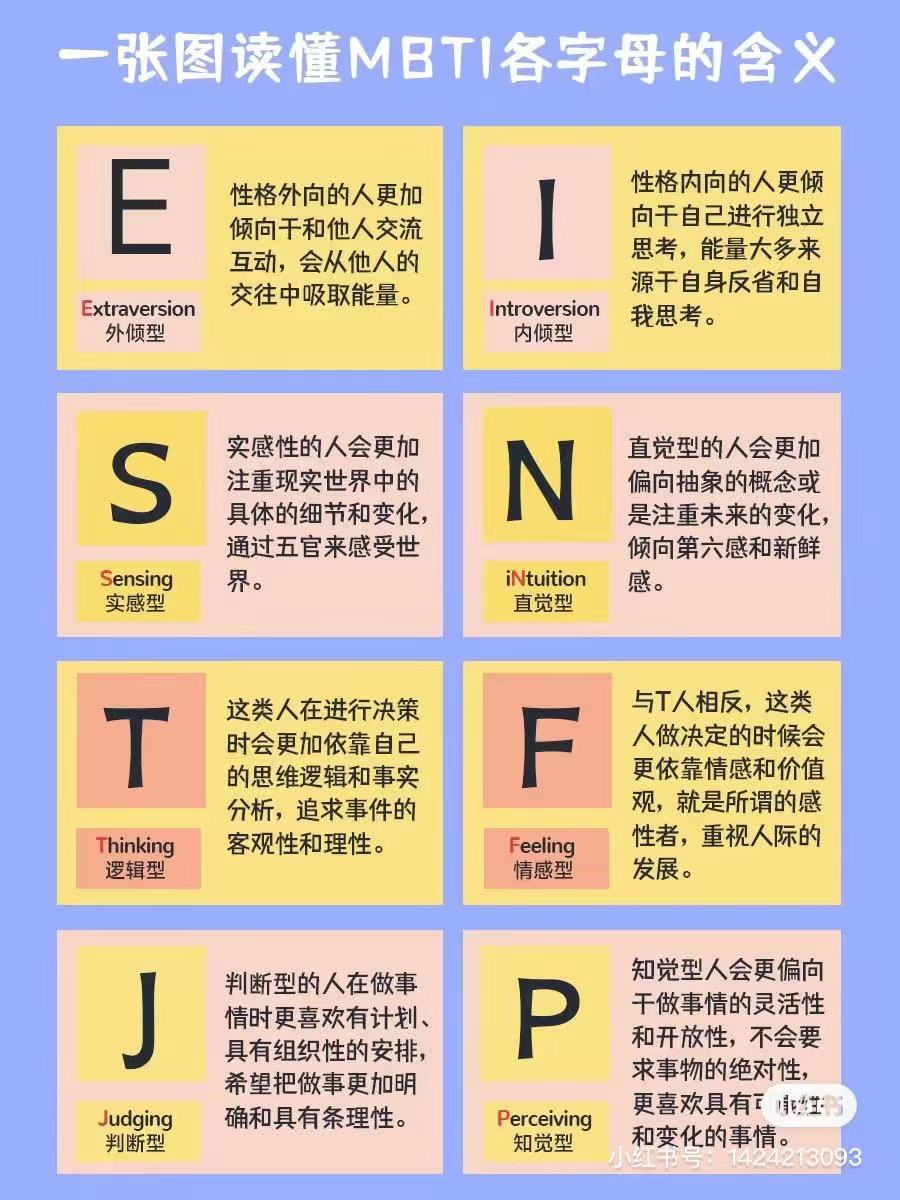 一张图读懂MBTI各字母的含义
E
Extraversion
外倾型
性格外向的人更加
倾向于和他人交流
互动，会从他人的
交往中吸取能量。
I
Introversion
内倾型
性格内向的人更倾
向于自己进行独立
思考，能量大多来
源于自身反省和自
我思考。
S
Sensing
实感型
实感性的人会更加
注重现实世界中的
具体的细节和变化，
通过五官来感受世
界。
N
iNtuition
直觉型
直觉型的人会更加
偏向抽象的概念或
是注重未来的变化，
倾向第六感和新鲜
感。
T
Thinking
逻辑型
这类人在进行决策
时会更加依靠自己
的思维逻辑和事实
分析，追求事件的
客观性和理性。
F
Feeling
情感型
与T人相反，这类
人做决定的时候会
更依靠情感和价值
观，就是所谓的感
性者，重视人际的
发展。
J
Judging
判断型
判断型的人在做事
情时更喜欢有计划、
具有组织性的安排，
希望把做事更加明
确和具有条理性。
P
Perceiving
知觉型
知觉型人会更偏向
于做事情的灵活性
和开放性，不会要
求事物的绝对性，
更喜欢具有可性
和变化的事情。
小红书号：1424213093